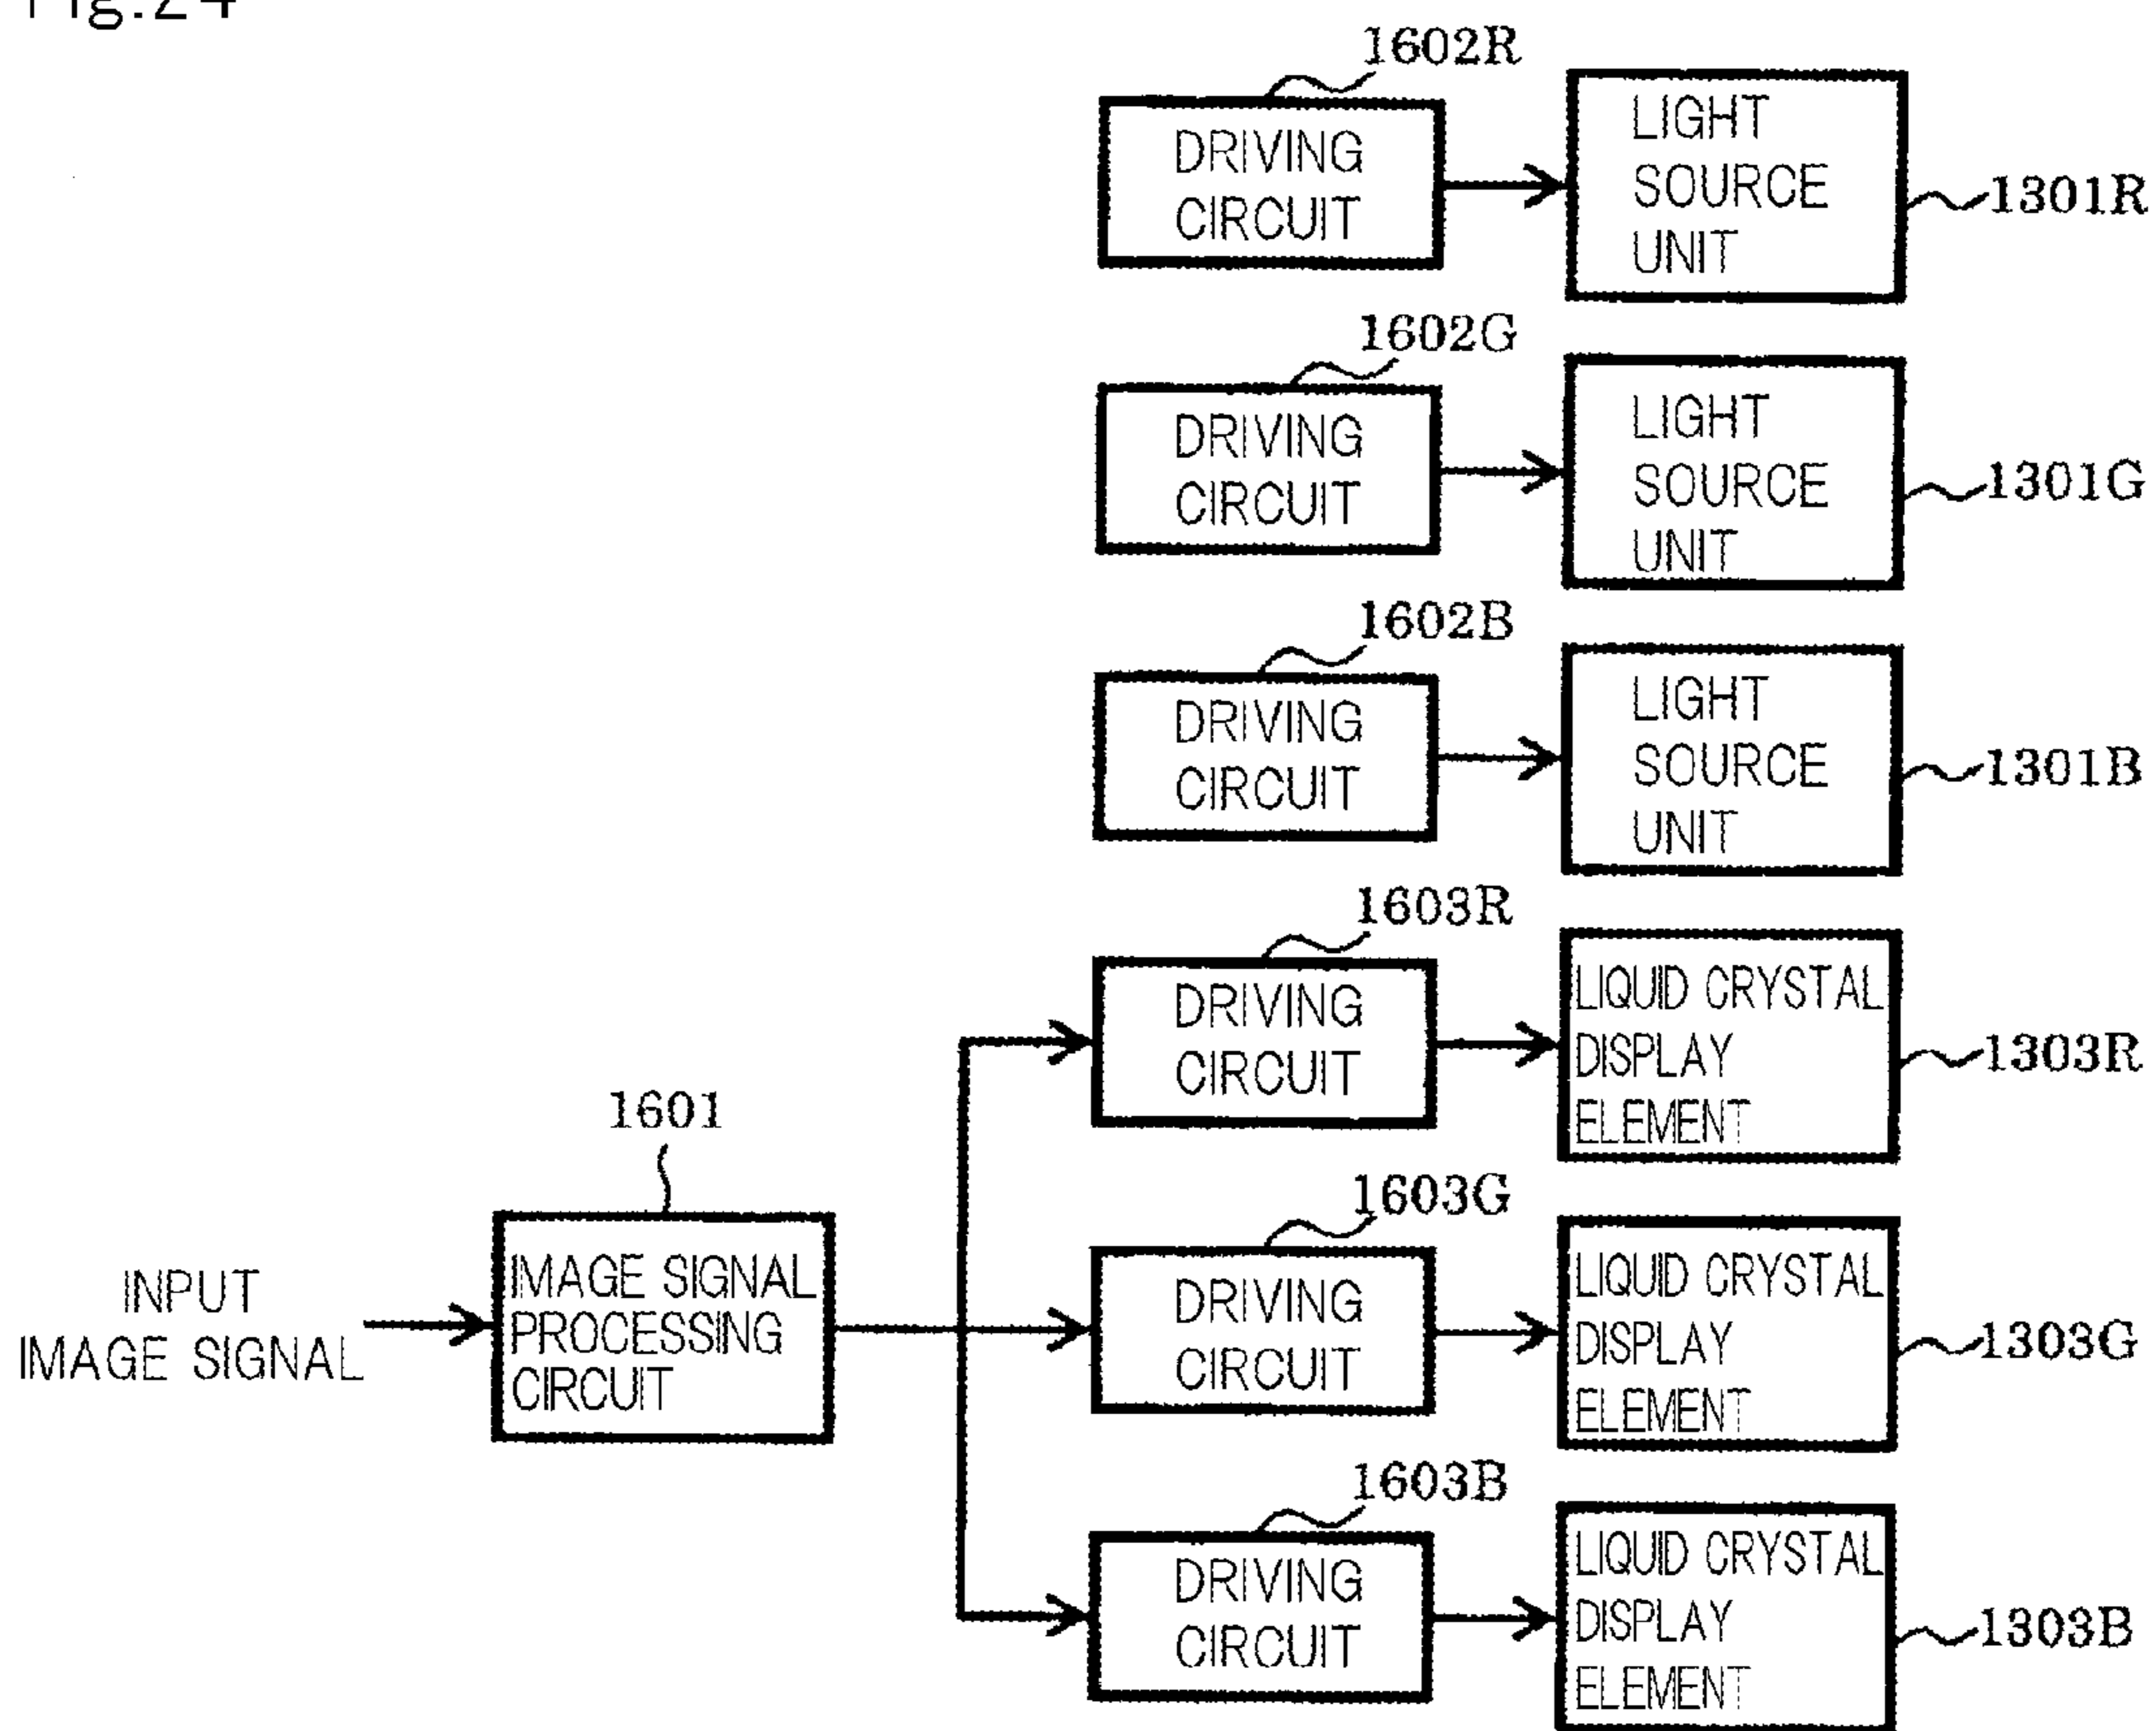 Fig.24
1602R
DRIVING
CIRCUIT
LIGHT
SOURCE
UNIT
1301R
1602G
DRIVING
CIRCUIT
LIGHT
SOURCE
UNIT
1301G
1602B
DRIVING
CIRCUIT
LIGHT
SOURCE
UNIT
1301B
1603R
DRIVING
CIRCUIT
LIQUID CRYSTAL
DISPLAY
ELEMENT
1303R
INPUT
IMAGE SIGNAL
1601
IMAGE SIGNAL
PROCESSING
CIRCUIT
1603G
DRIVING
CIRCUIT
LIQUID CRYSTAL
DISPLAY
ELEMENT
1303G
1603B
DRIVING
CIRCUIT
LIQUID CRYSTAL
DISPLAY
ELEMENT
1303B